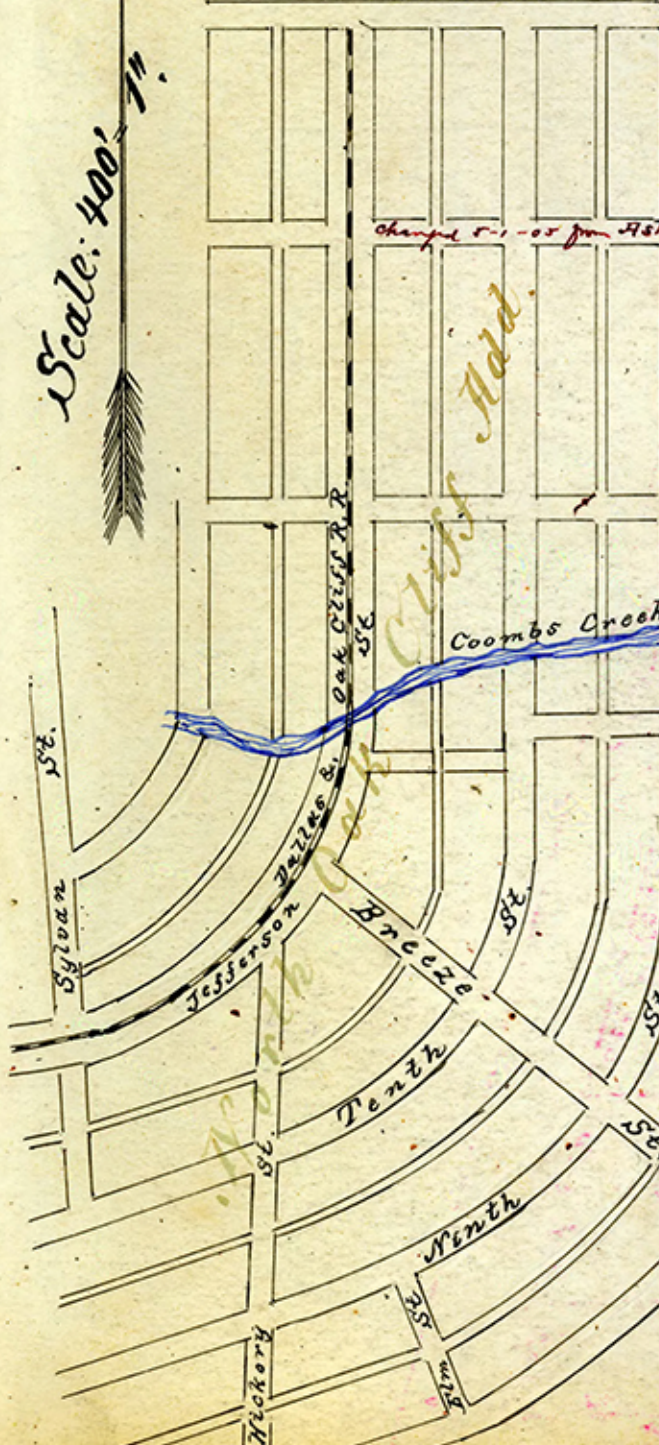 Scale: 400' 1".
changed 5-1-05 from
North Oak Cliff Add.
Oak Cliff R.R.
St.
Coombs Creek
St.
Sylvan
Dallas &
Jefferson
Breeze
St.
St.
St.
Tenth
St.
Ninth
St.
Elm
Hickory